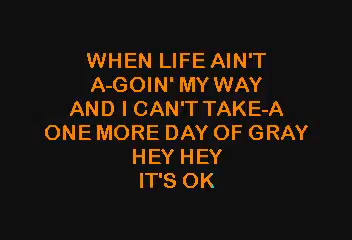 WHEN LIFE AIN'T
A-GOIN' MY WAY
AND I CAN'T TAKE-A
ONE MORE DAY OF GRAY
HEY HEY
IT'S OK